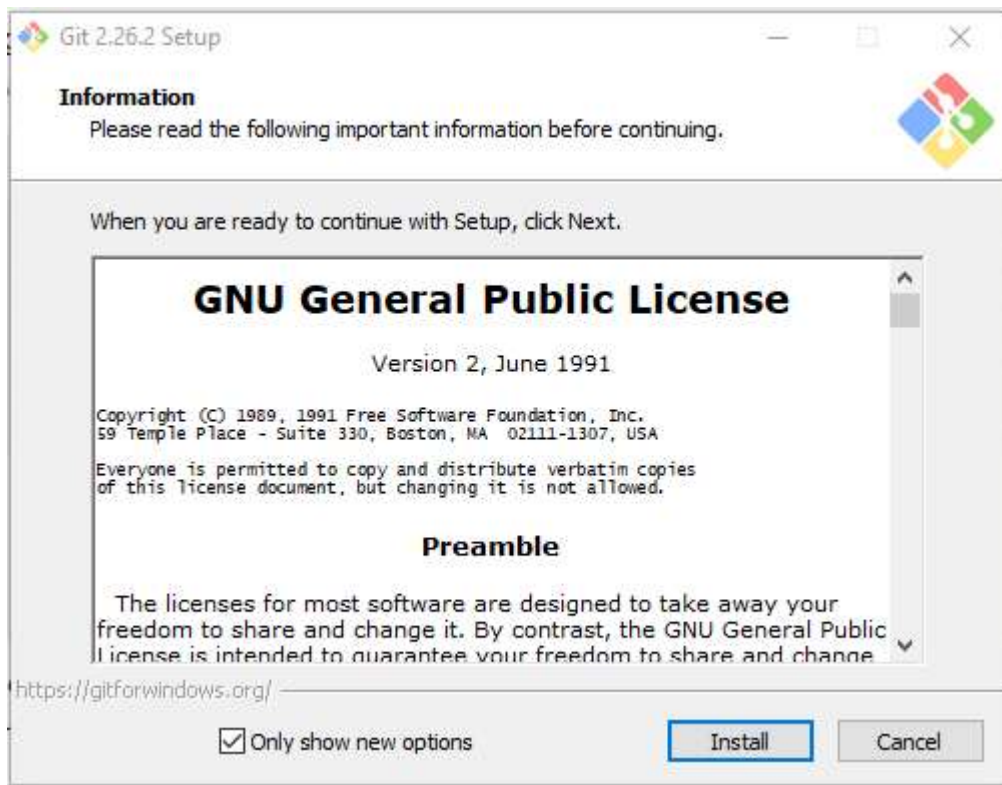 Git 2.26.2 Setup
Information
Please read the following important information before continuing.
When you are ready to continue with Setup, click Next.
GNU General Public License
Version 2, June 1991
Copyright (C) 1989, 1991 Free Software Foundation, Inc.
59 Temple Place - Suite 330, Boston, MA  02111-1307, USA
Everyone is permitted to copy and distribute verbatim copies
of this license document, but changing it is not allowed.
Preamble
The licenses for most software are designed to take away your
freedom to share and change it. By contrast, the GNU General Public
License is intended to guarantee your freedom to share and change
https://gitforwindows.org/
Only show new options
Install
Cancel